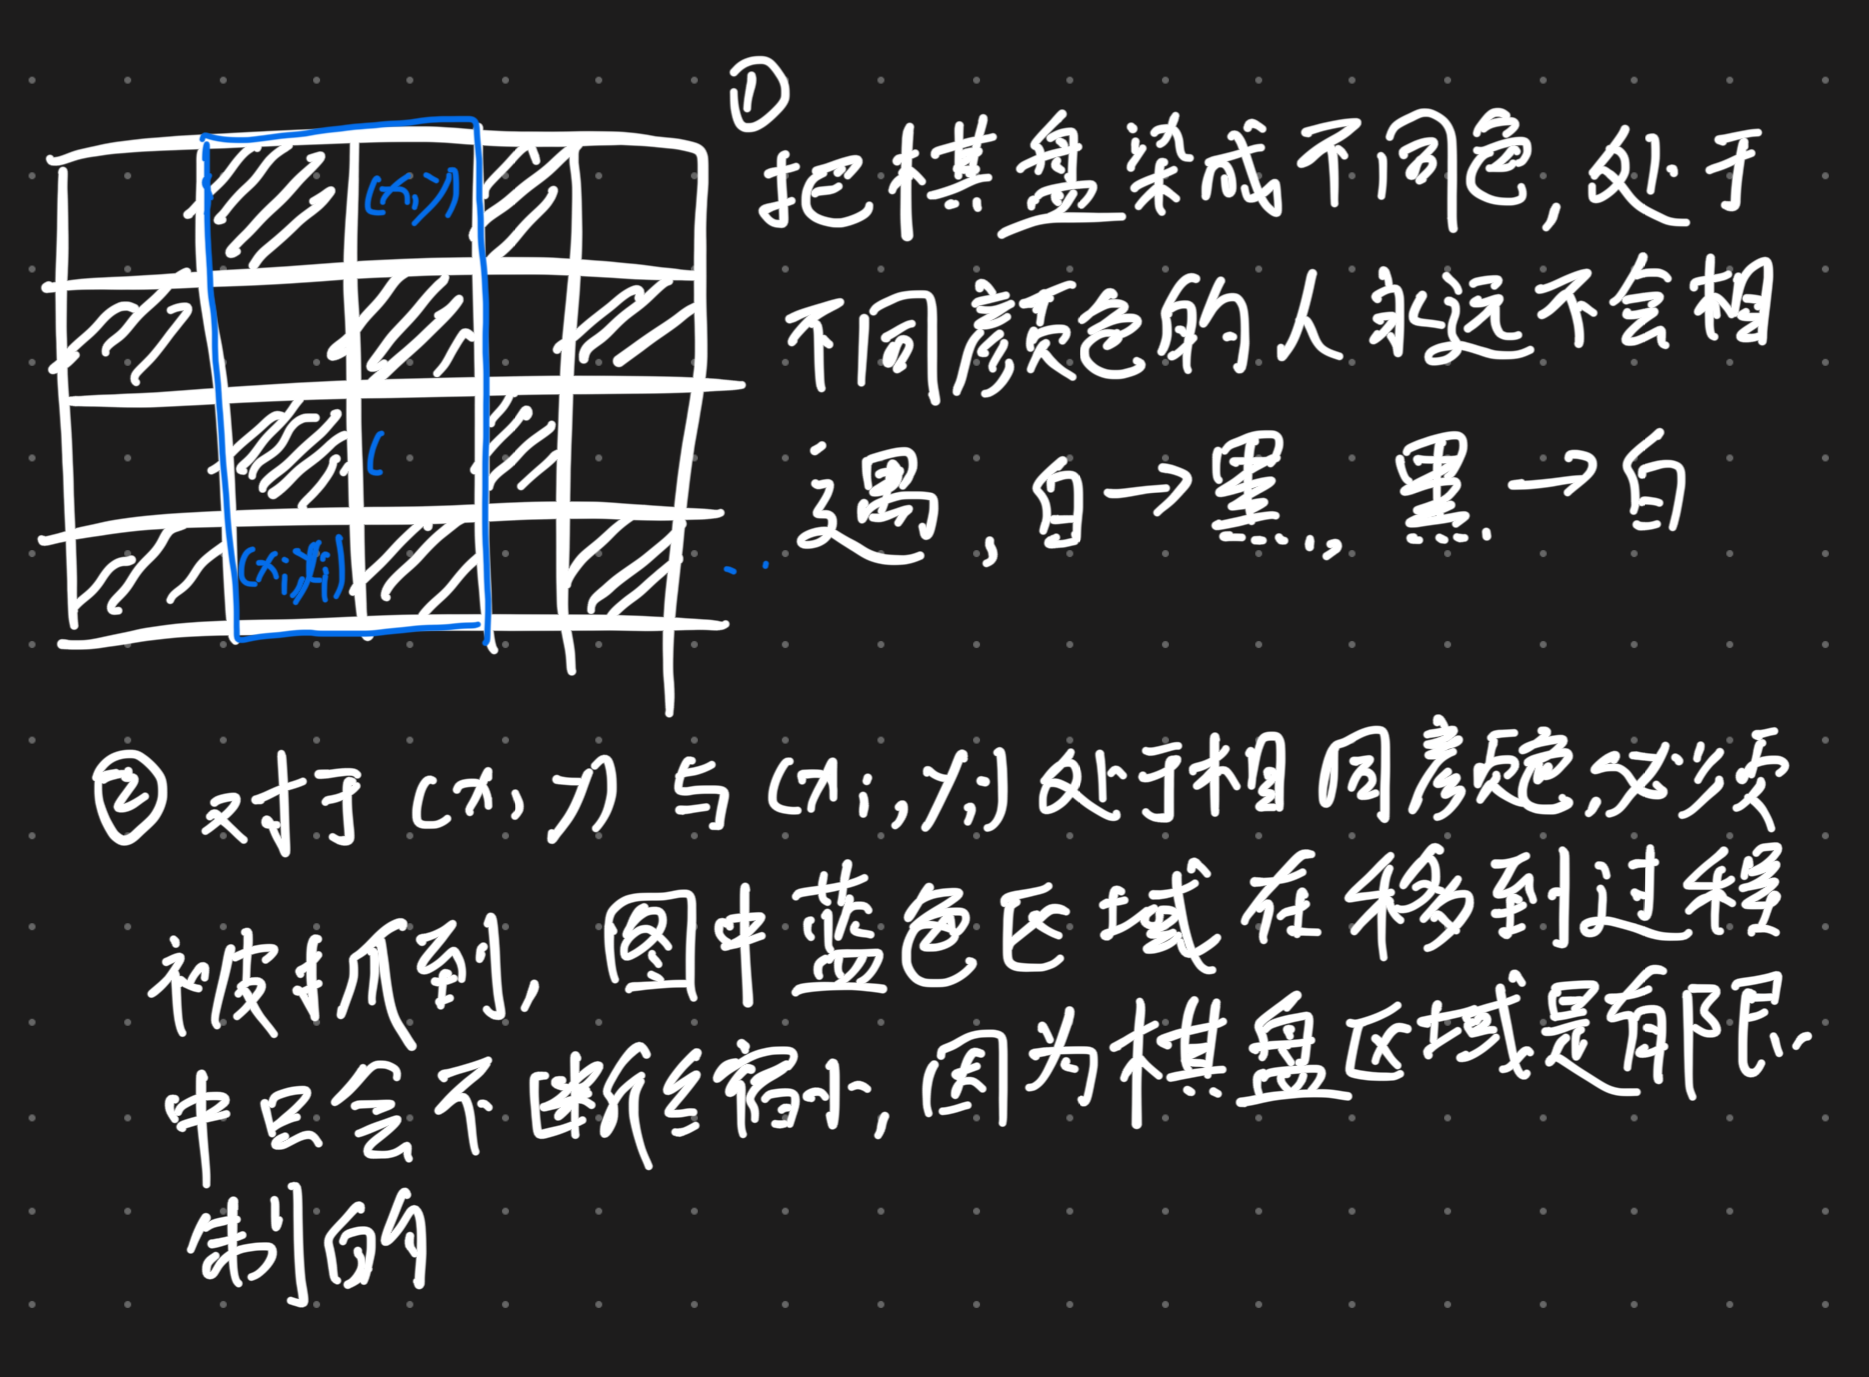 ①
把棋盘染成不同色,处于
不同颜色的人永远不会相
遇,白→黑,黑→白
(x,y)
(
(xi,yi)
② 对于(x,y)与(xi,yi)处于相同颜色,必须
被抓到,图中蓝色区域在移到过程
中只会不断缩小,因为棋盘区域是有限
制的